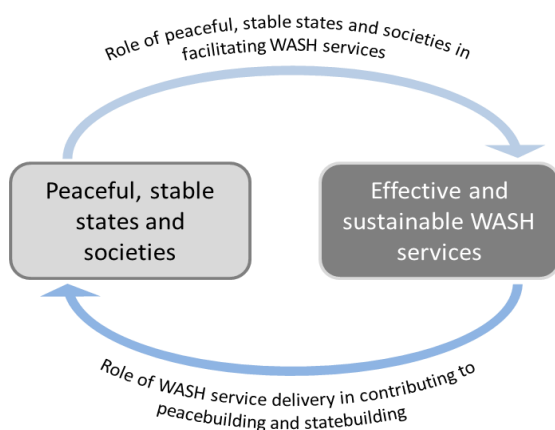 Role of peaceful, stable states and societies in
facilitating WASH services
Peaceful, stable
states and
societies
Effective and
sustainable WASH
services
Role of WASH service delivery in contributing to
peacebuilding and statebuilding